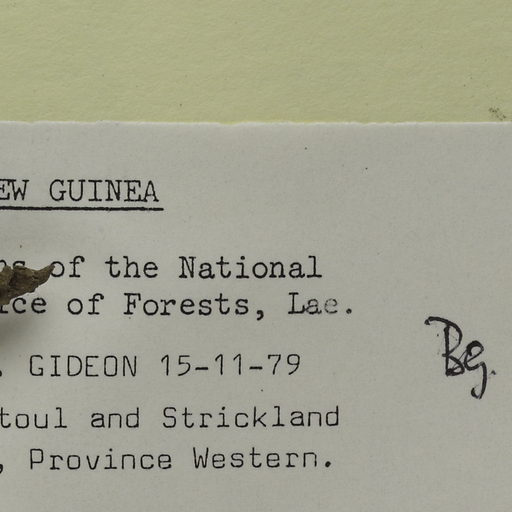 EW GUINEA
ns of the National
ice of Forests, Lae.
. GIDEON 15-11-79
Bg.
toul and Strickland
, Province Western.